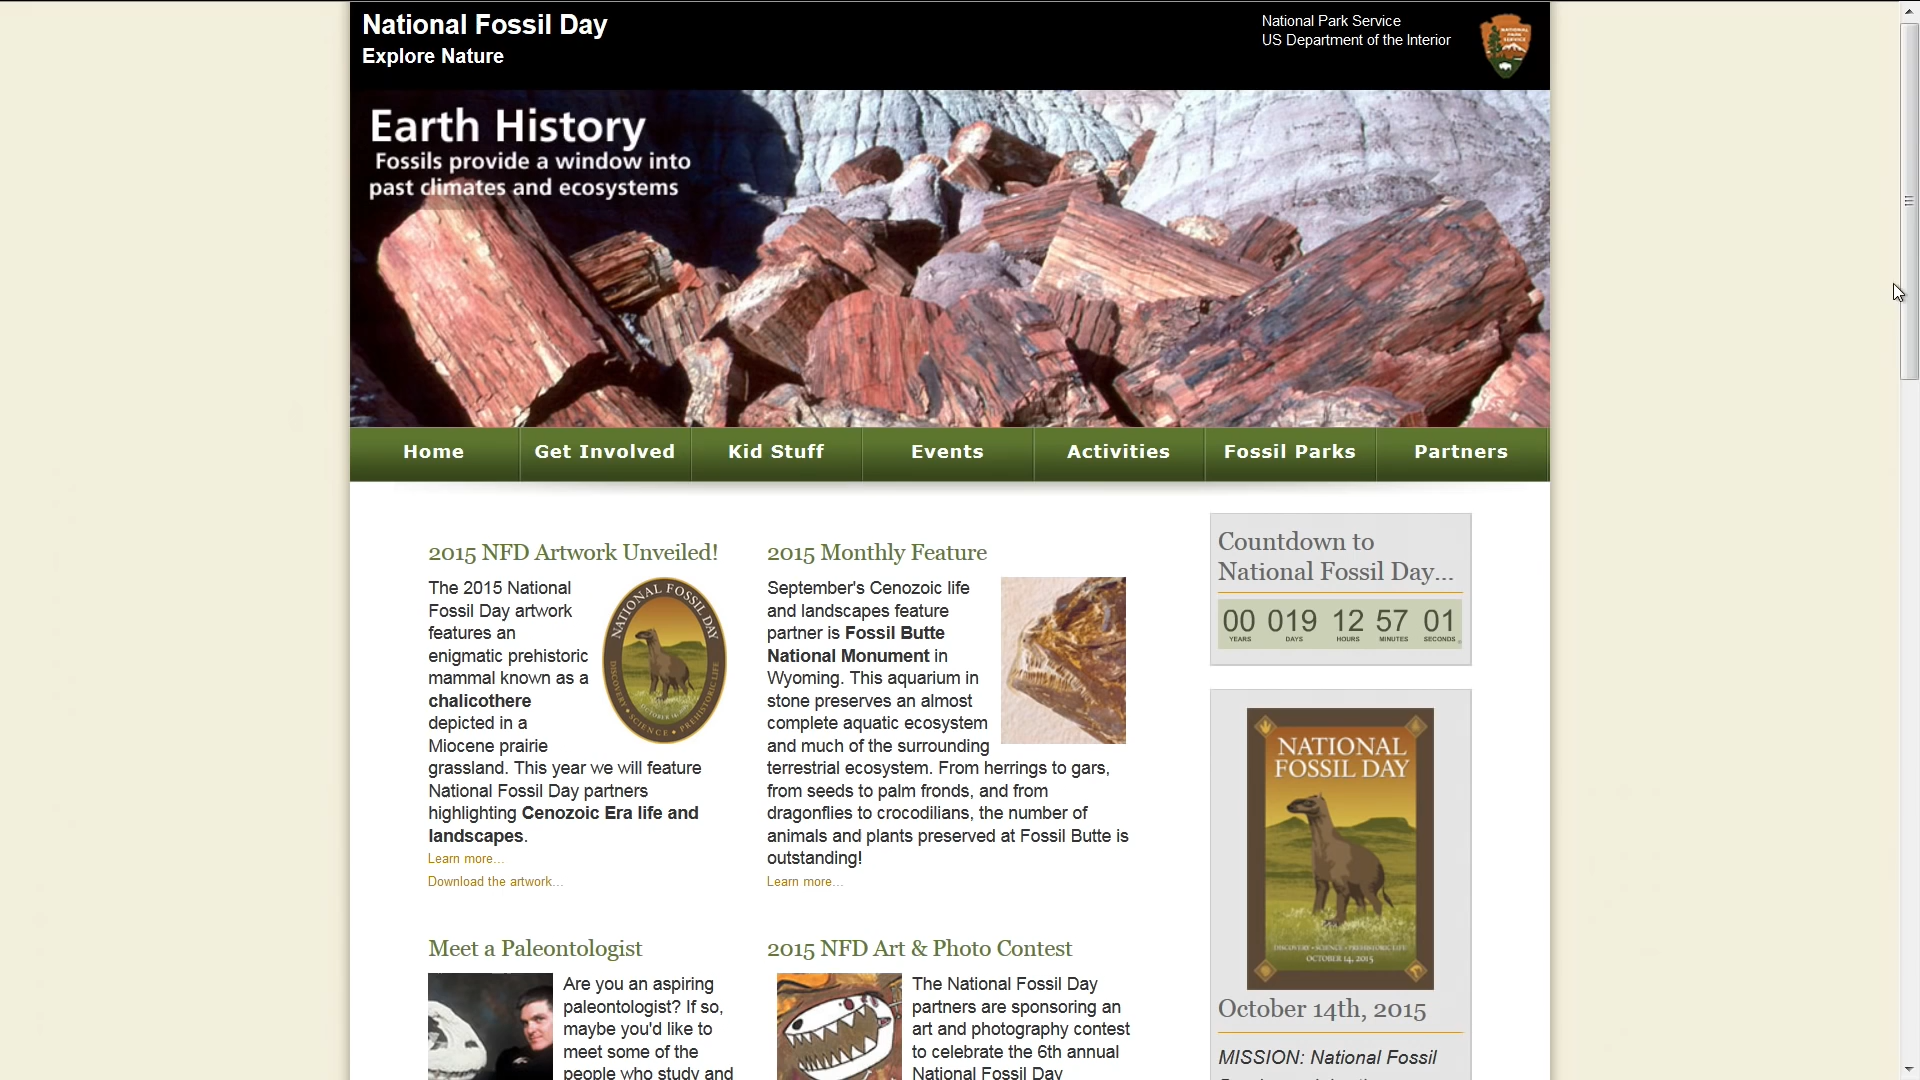 National Fossil Day
Explore Nature
National Park Service
US Department of the Interior
Earth History
Fossils provide a window into
past climates and ecosystems
Home
Get Involved
Kid Stuff
Events
Activities
Fossil Parks
Partners
2015 NFD Artwork Unveiled!
The 2015 National
Fossil Day artwork
features an
enigmatic prehistoric
mammal known as a
chalicothere
depicted in a
Miocene prairie
grassland. This year we will feature
National Fossil Day partners
highlighting Cenozoic Era life and
landscapes.
Learn more...
Download the artwork...
NATIONAL FOSSIL DAY
DISCOVERY • SCIENCE • PREHISTORIC LIFE
2015 Monthly Feature
September's Cenozoic life
and landscapes feature
partner is Fossil Butte
National Monument in
Wyoming. This aquarium in
stone preserves an almost
complete aquatic ecosystem
and much of the surrounding
terrestrial ecosystem. From herrings to gars,
from seeds to palm fronds, and from
dragonflies to crocodilians, the number of
animals and plants preserved at Fossil Butte is
outstanding!
Learn more...
Countdown to
National Fossil Day...
00 019 12 57 01
YEARS DAYS HOURS MINUTES SECONDS
NATIONAL
FOSSIL DAY
DISCOVERY • SCIENCE • PREHISTORIC LIFE
OCTOBER 14, 2015
October 14th, 2015
MISSION: National Fossil
Meet a Paleontologist
Are you an aspiring
paleontologist? If so,
maybe you'd like to
meet some of the
people who study and
2015 NFD Art & Photo Contest
The National Fossil Day
partners are sponsoring an
art and photography contest
to celebrate the 6th annual
National Fossil Day